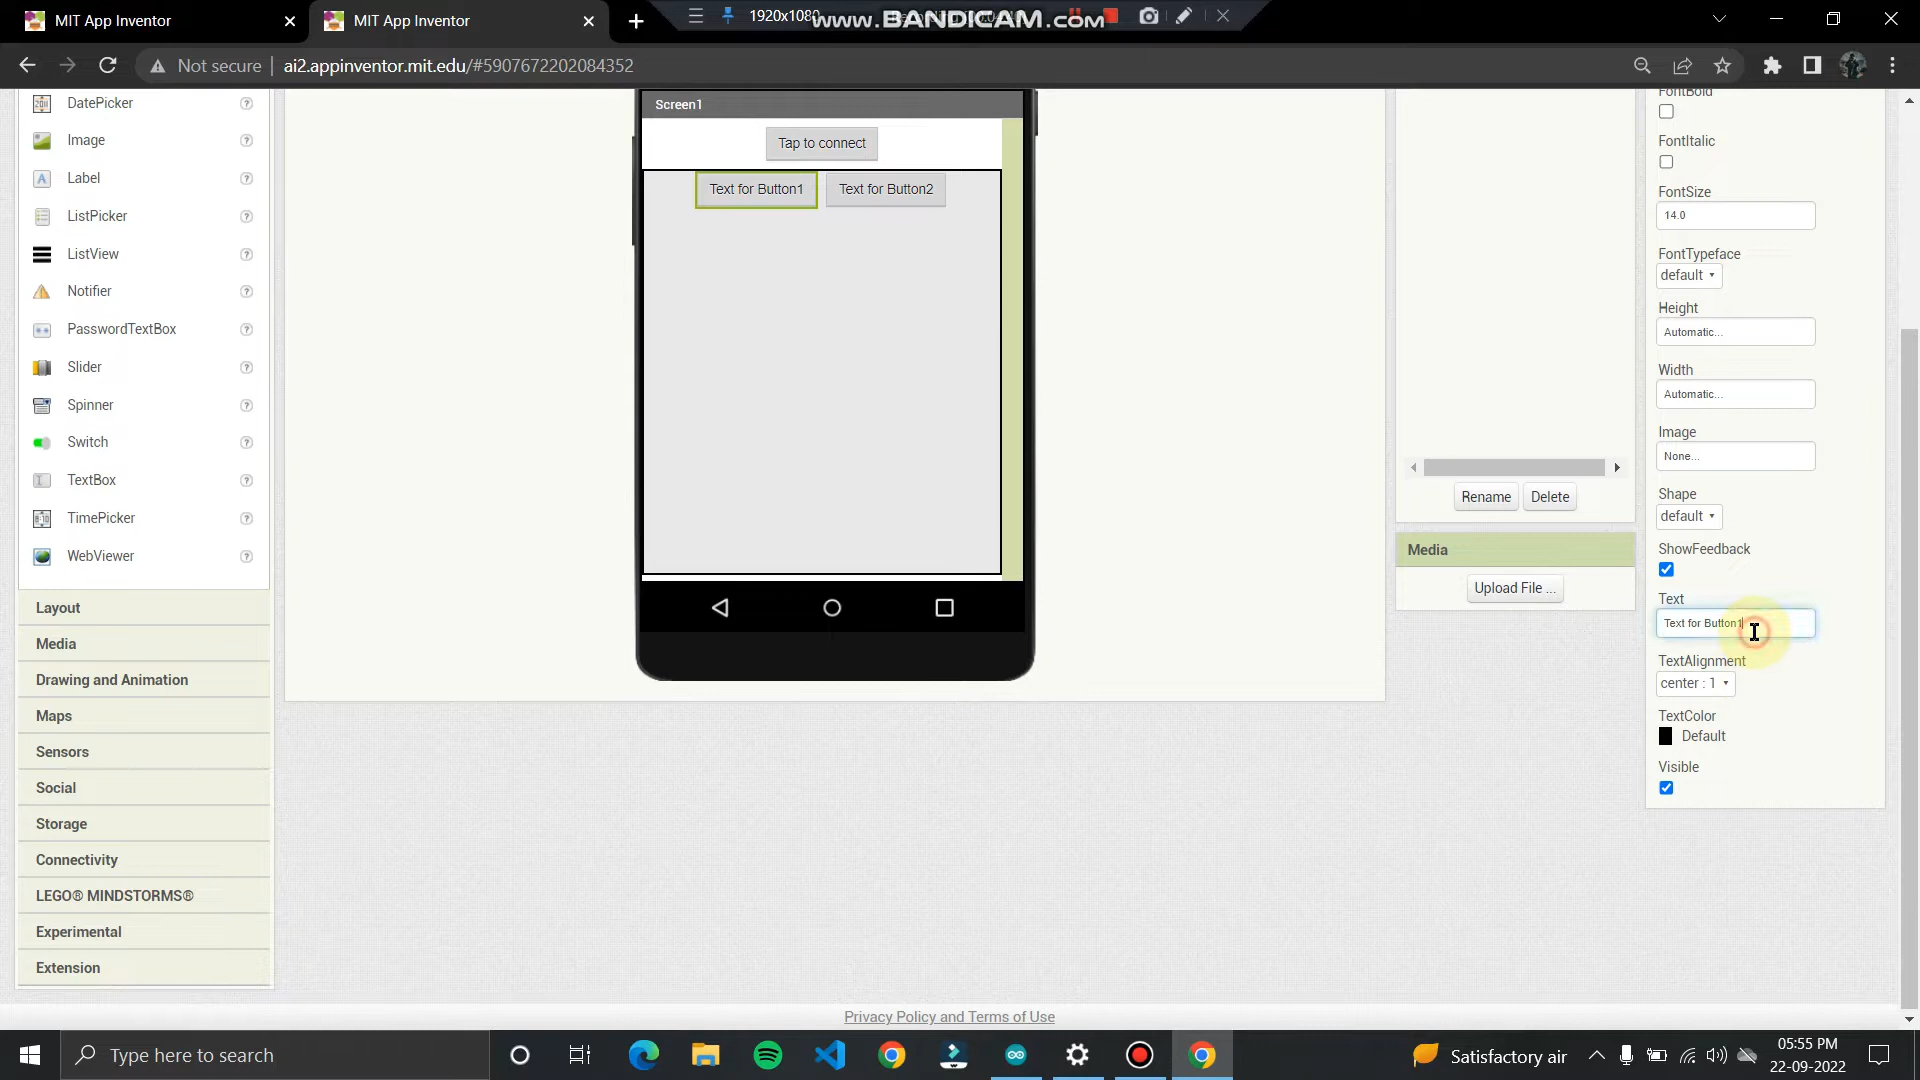 MIT App Inventor
MIT App Inventor
1920x1080
www.BANDICAM.com
Not secure
ai2.appinventor.mit.edu/#5907672202084352
DatePicker
Image
Label
ListPicker
ListView
Notifier
PasswordTextBox
Slider
Spinner
Switch
TextBox
TimePicker
WebViewer
Layout
Media
Drawing and Animation
Maps
Sensors
Social
Storage
Connectivity
LEGO® MINDSTORMS®
Experimental
Extension
Screen1
Tap to connect
Text for Button1
Text for Button2
Rename
Delete
Media
Upload File ...
FontBold
FontItalic
FontSize
14.0
FontTypeface
default
Height
Automatic...
Width
Automatic...
Image
None...
Shape
default
ShowFeedback
Text
Text for Button1
TextAlignment
center : 1
TextColor
Default
Visible
Privacy Policy and Terms of Use
Type here to search
Satisfactory air
05:55 PM
22-09-2022